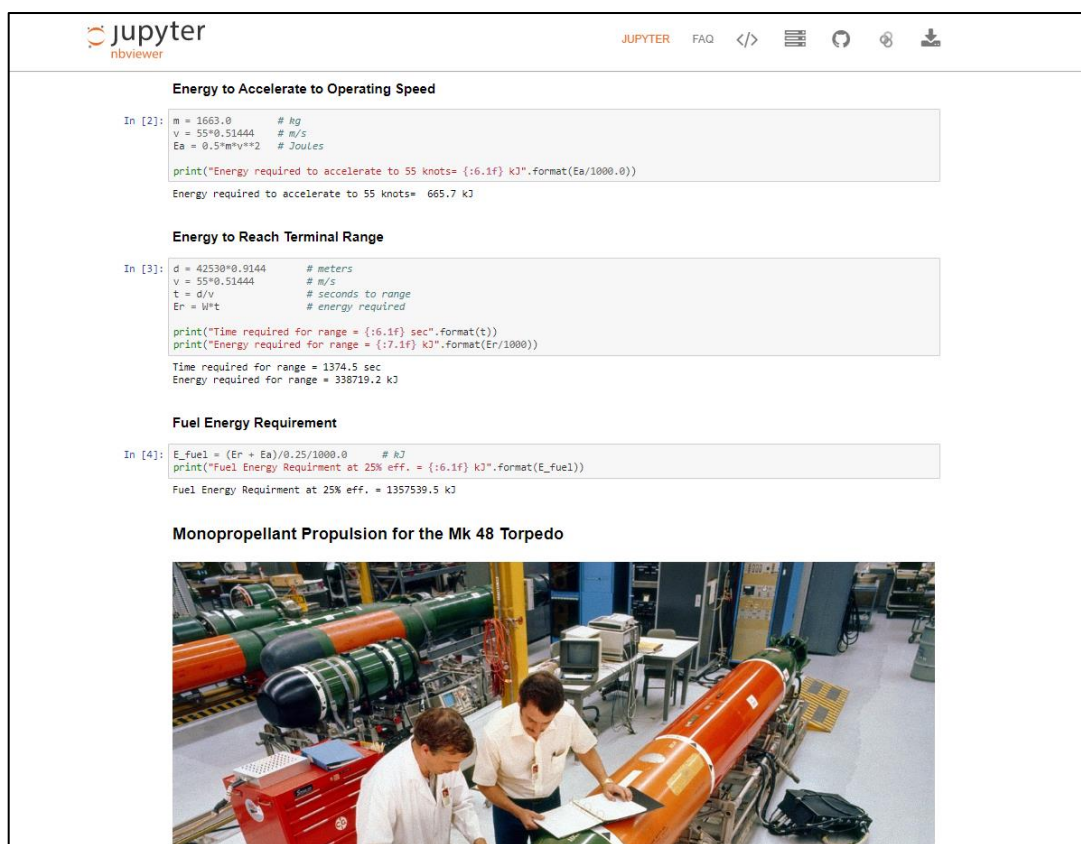 jupyter
nbviewer
JUPYTER FAQ </>
Energy to Accelerate to Operating Speed
In [2]: m = 1663.0 # kg
v = 55*0.51444 # m/s
Ea = 0.5*m*v**2 # Joules
print("Energy required to accelerate to 55 knots= {:6.1f} kJ".format(Ea/1000.0))
Energy required to accelerate to 55 knots= 665.7 kJ
Energy to Reach Terminal Range
In [3]: d = 42530*0.9144 # meters
v = 55*0.51444 # m/s
t = d/v # seconds to range
Er = W*t # energy required
print("Time required for range = {:6.1f} sec".format(t))
print("Energy required for range = {:7.1f} kJ".format(Er/1000))
Time required for range = 1374.5 sec
Energy required for range = 338719.2 kJ
Fuel Energy Requirement
In [4]: E_fuel = (Er + Ea)/0.25/1000.0 # kJ
print("Fuel Energy Requirment at 25% eff. = {:6.1f} kJ".format(E_fuel))
Fuel Energy Requirment at 25% eff. = 1357539.5 kJ
Monopropellant Propulsion for the Mk 48 Torpedo